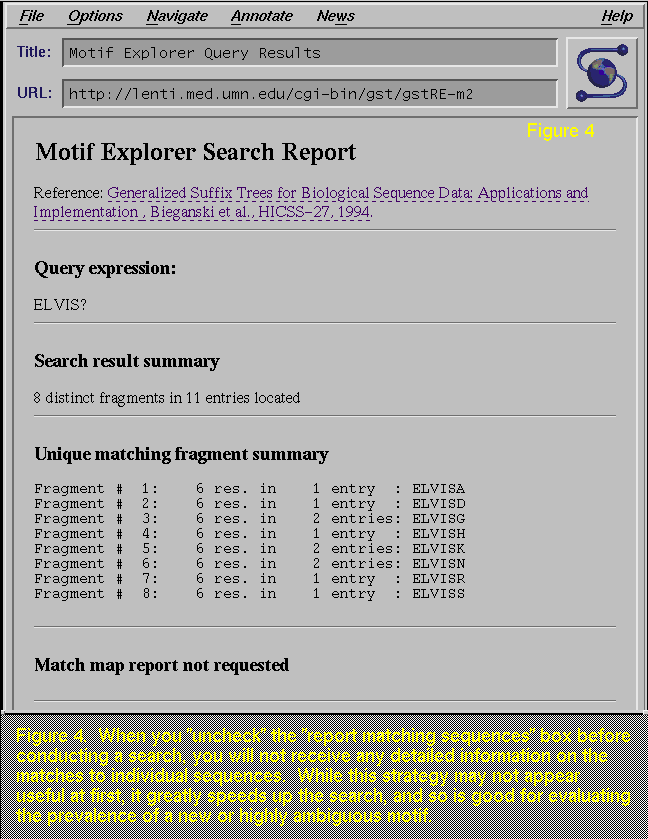 File Options Navigate Annotate News Help
Title: Motif Explorer Query Results
URL: http://lenti.med.umn.edu/cgi-bin/gst/gstRE-m2
Figure 4
Motif Explorer Search Report
Reference: Generalized Suffix Trees for Biological Sequence Data: Applications and
Implementation , Bieganski et al., HICSS-27, 1994.
Query expression:
ELVIS?
Search result summary
8 distinct fragments in 11 entries located
Unique matching fragment summary
Fragment # 1: 6 res. in 1 entry : ELVISA
Fragment # 2: 6 res. in 1 entry : ELVISD
Fragment # 3: 6 res. in 2 entries: ELVISG
Fragment # 4: 6 res. in 1 entry : ELVISH
Fragment # 5: 6 res. in 2 entries: ELVISK
Fragment # 6: 6 res. in 2 entries: ELVISN
Fragment # 7: 6 res. in 1 entry : ELVISR
Fragment # 8: 6 res. in 1 entry : ELVISS
Match map report not requested
Figure 4. When you "uncheck" the "report matching sequences" box before
conducting a search, you will not receive any detailed information on the
matches to individual sequences. While this strategy may not appear
useful at first, it greatly speeds up the search, and so is good for evaluating
the prevalence of a new or highly ambiguous motif.